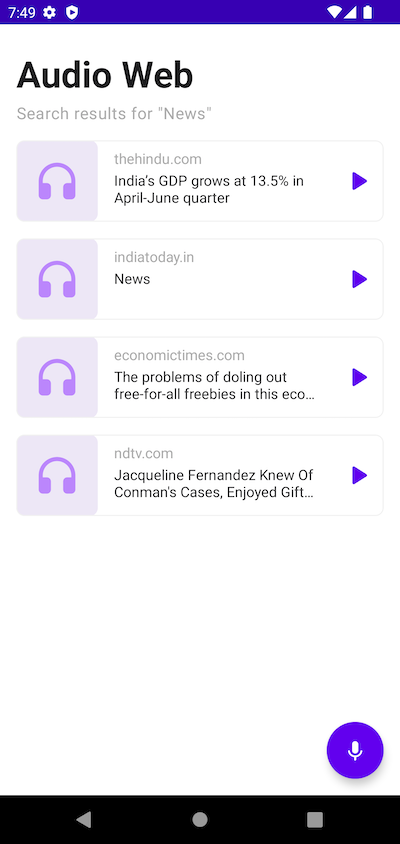 7:49
Audio Web
Search results for "News"
thehindu.com
India's GDP grows at 13.5% in
April-June quarter
indiatoday.in
News
economictimes.com
The problems of doling out
free-for-all freebies in this eco…
ndtv.com
Jacqueline Fernandez Knew Of
Conman's Cases, Enjoyed Gift…